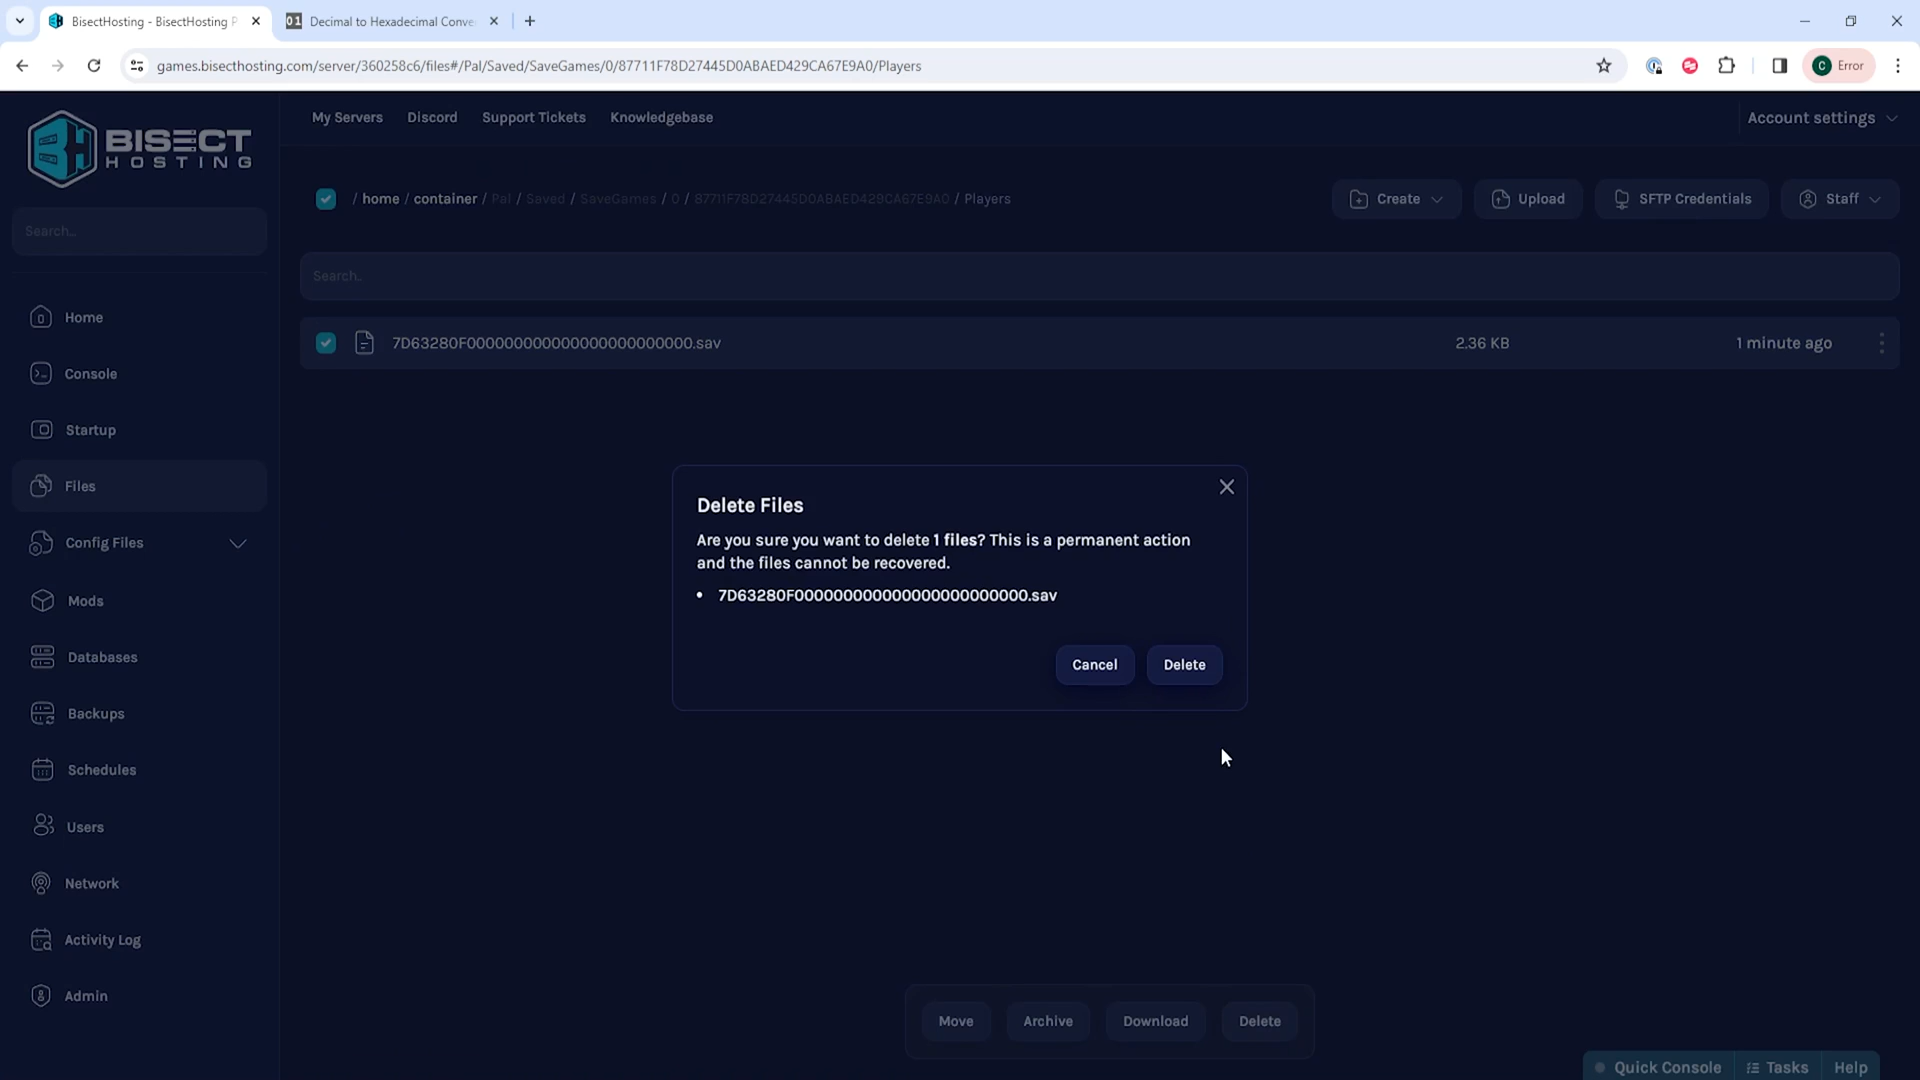 BisectHosting - BisectHosting P
01 Decimal to Hexadecimal Conve
games.bisecthosting.com/server/360258c6/files#/Pal/Saved/SaveGames/0/87711F78D27445D0ABAED429CA67E9A0/Players
C Error
BISECT
HOSTING
My Servers Discord Support Tickets Knowledgebase
Account settings
/ home / container / Pal / Saved / SaveGames / 0 / 87711F78D27445D0ABAED429CA67E9A0 / Players
Create
Upload
SFTP Credentials
Staff
Search...
Search..
7D63280F000000000000000000000000.sav
2.36 KB
1 minute ago
Home
Console
Startup
Files
Config Files
Mods
Databases
Backups
Schedules
Users
Network
Activity Log
Admin
Delete Files
Are you sure you want to delete 1 files? This is a permanent action
and the files cannot be recovered.
• 7D63280F000000000000000000000000.sav
Cancel Delete
Move Archive Download Delete
Quick Console Tasks Help